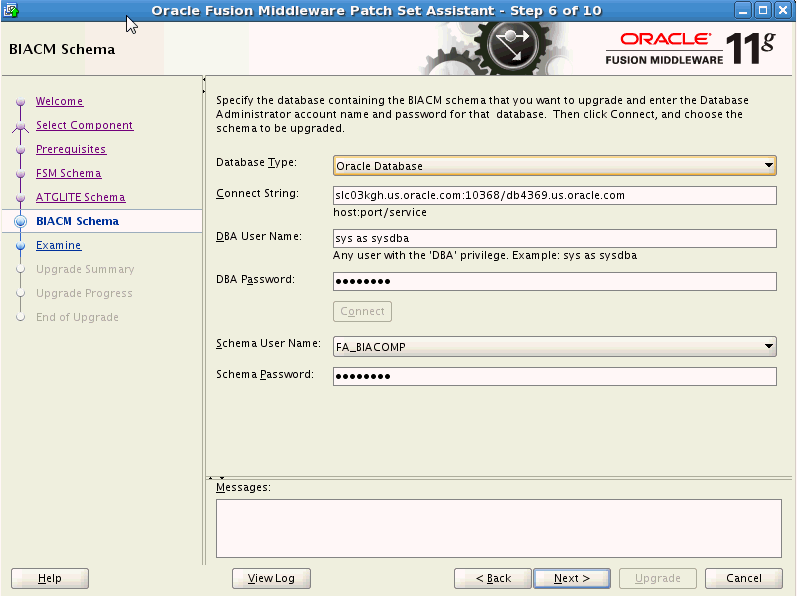 Oracle Fusion Middleware Patch Set Assistant - Step 6 of 10
BIACM Schema
ORACLE
FUSION MIDDLEWARE 11g
Welcome
Select Component
Prerequisites
FSM Schema
ATGLITE Schema
BIACM Schema
Examine
Upgrade Summary
Upgrade Progress
End of Upgrade
Specify the database containing the BIACM schema that you want to upgrade and enter the Database
Administrator account name and password for that database. Then click Connect, and choose the
schema to be upgraded.
Database Type: Oracle Database
Connect String: slc03kgh.us.oracle.com:10368/db4369.us.oracle.com
host:port/service
DBA User Name: sys as sysdba
Any user with the 'DBA' privilege. Example: sys as sysdba
DBA Password: ●●●●●●●●
Connect
Schema User Name: FA_BIACOMP
Schema Password: ●●●●●●●●
Messages:
Help View Log < Back Next > Upgrade Cancel